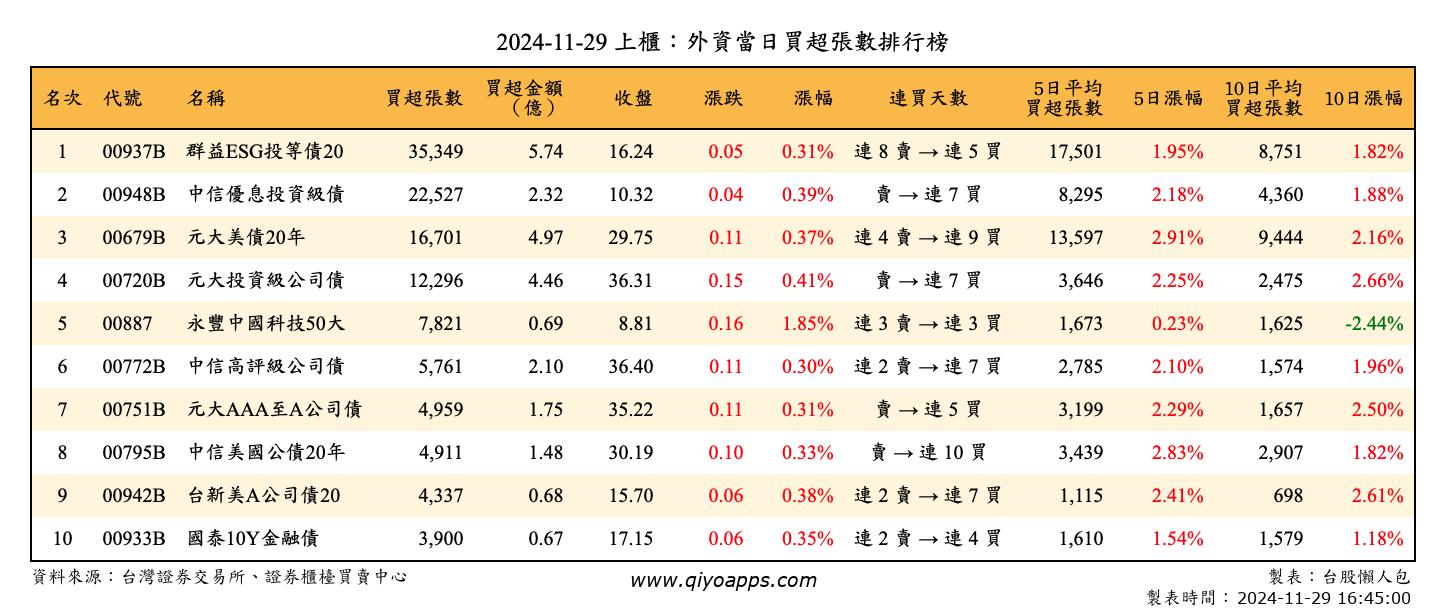 2024-11-29 上櫃：外資當日買超張數排行榜
名次 代號 名稱 買超張數 買超金額（億） 收盤 漲跌 漲幅 連買天數 5日平均買超張數 5日漲幅 10日平均買超張數 10日漲幅
1 00937B 群益ESG投等債20 35,349 5.74 16.24 0.05 0.31% 連 8 賣 → 連 5 買 17,501 1.95% 8,751 1.82%
2 00948B 中信優息投資級債 22,527 2.32 10.32 0.04 0.39% 賣 → 連 7 買 8,295 2.18% 4,360 1.88%
3 00679B 元大美債20年 16,701 4.97 29.75 0.11 0.37% 連 4 賣 → 連 9 買 13,597 2.91% 9,444 2.16%
4 00720B 元大投資級公司債 12,296 4.46 36.31 0.15 0.41% 賣 → 連 7 買 3,646 2.25% 2,475 2.66%
5 00887 永豐中國科技50大 7,821 0.69 8.81 0.16 1.85% 連 3 賣 → 連 3 買 1,673 0.23% 1,625 -2.44%
6 00772B 中信高評級公司債 5,761 2.10 36.40 0.11 0.30% 連 2 賣 → 連 7 買 2,785 2.10% 1,574 1.96%
7 00751B 元大AAA至A公司債 4,959 1.75 35.22 0.11 0.31% 賣 → 連 5 買 3,199 2.29% 1,657 2.50%
8 00795B 中信美國公債20年 4,911 1.48 30.19 0.10 0.33% 賣 → 連 10 買 3,439 2.83% 2,907 1.82%
9 00942B 台新美A公司債20 4,337 0.68 15.70 0.06 0.38% 連 2 賣 → 連 7 買 1,115 2.41% 698 2.61%
10 00933B 國泰10Y金融債 3,900 0.67 17.15 0.06 0.35% 連 2 賣 → 連 4 買 1,610 1.54% 1,579 1.18%
資料來源：台灣證券交易所、證券櫃檯買賣中心 www.qiyoapps.com 製表：台股懶人包
製表時間：2024-11-29 16:45:00